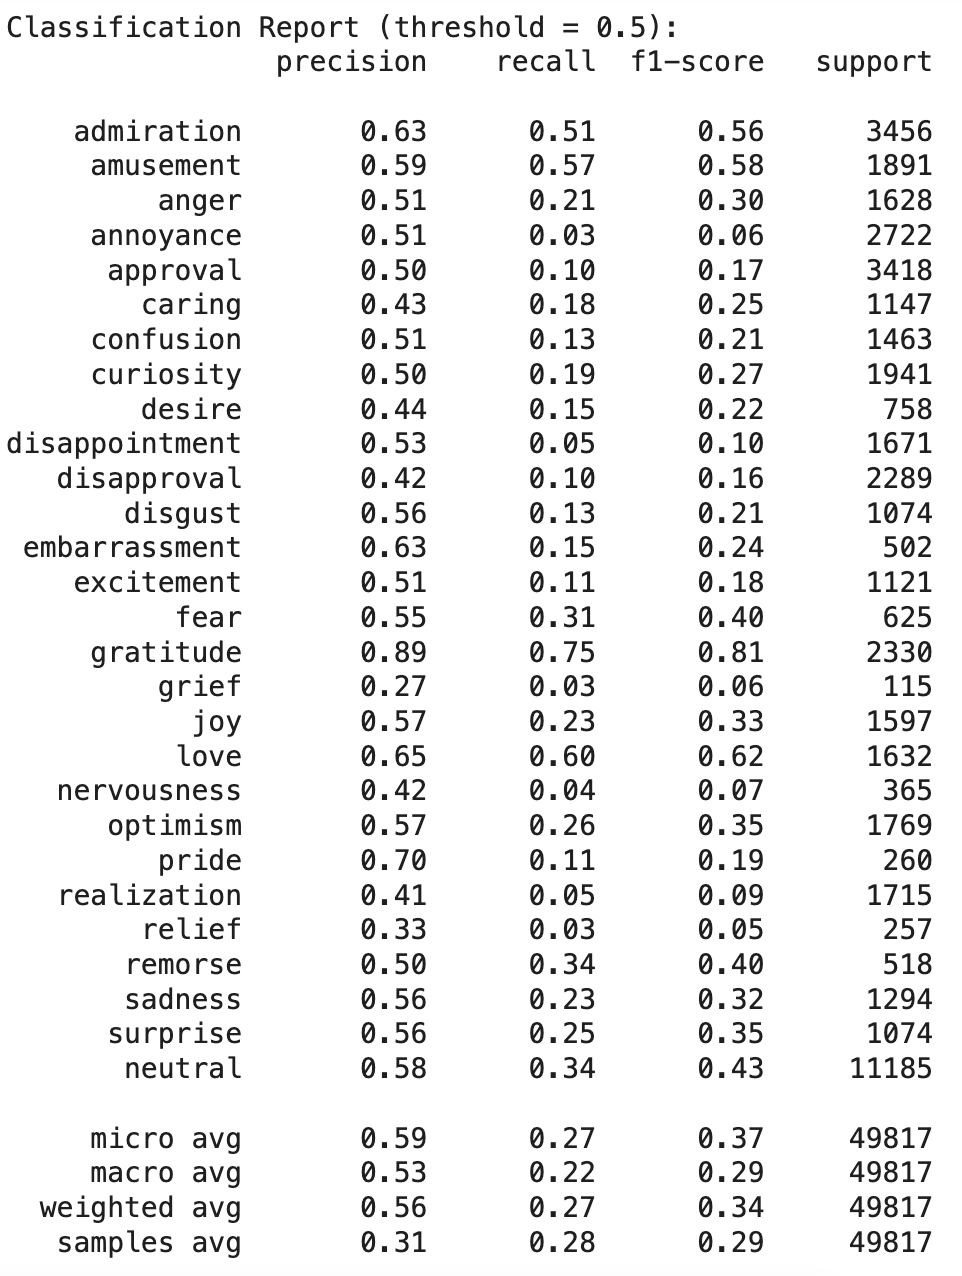 Classification Report (threshold = 0.5):
precision recall f1-score support
admiration 0.63 0.51 0.56 3456
amusement 0.59 0.57 0.58 1891
anger 0.51 0.21 0.30 1628
annoyance 0.51 0.03 0.06 2722
approval 0.50 0.10 0.17 3418
caring 0.43 0.18 0.25 1147
confusion 0.51 0.13 0.21 1463
curiosity 0.50 0.19 0.27 1941
desire 0.44 0.15 0.22 758
disappointment 0.53 0.05 0.10 1671
disapproval 0.42 0.10 0.16 2289
disgust 0.56 0.13 0.21 1074
embarrassment 0.63 0.15 0.24 502
excitement 0.51 0.11 0.18 1121
fear 0.55 0.31 0.40 625
gratitude 0.89 0.75 0.81 2330
grief 0.27 0.03 0.06 115
joy 0.57 0.23 0.33 1597
love 0.65 0.60 0.62 1632
nervousness 0.42 0.04 0.07 365
optimism 0.57 0.26 0.35 1769
pride 0.70 0.11 0.19 260
realization 0.41 0.05 0.09 1715
relief 0.33 0.03 0.05 257
remorse 0.50 0.34 0.40 518
sadness 0.56 0.23 0.32 1294
surprise 0.56 0.25 0.35 1074
neutral 0.58 0.34 0.43 11185
micro avg 0.59 0.27 0.37 49817
macro avg 0.53 0.22 0.29 49817
weighted avg 0.56 0.27 0.34 49817
samples avg 0.31 0.28 0.29 49817